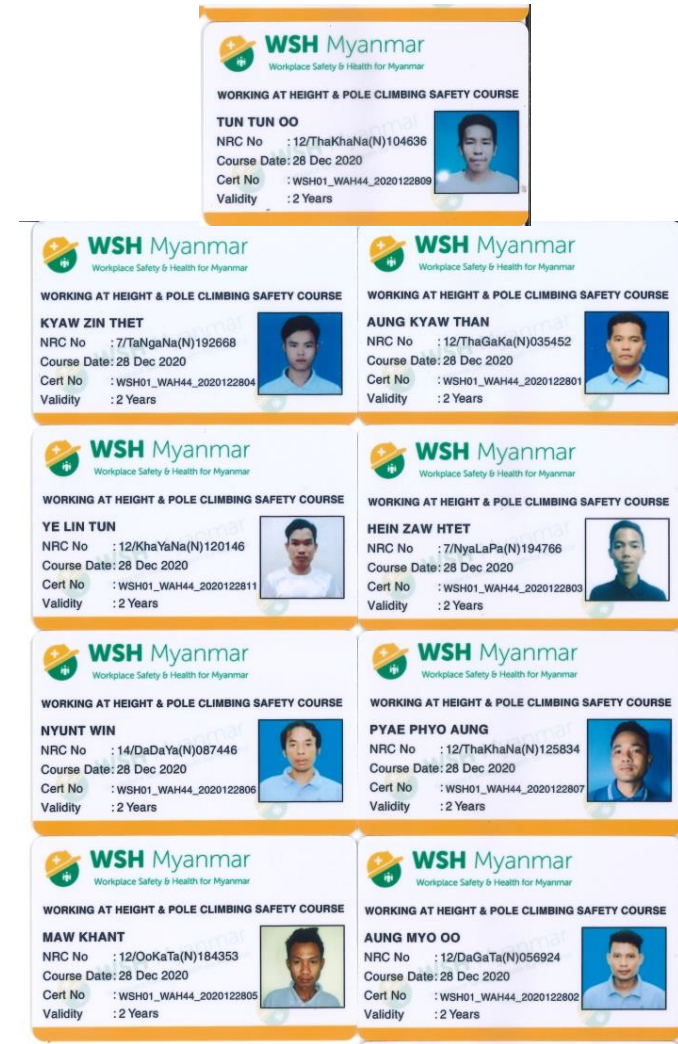 WSH Myanmar
Workplace Safety & Health for Myanmar
WORKING AT HEIGHT & POLE CLIMBING SAFETY COURSE
TUN TUN OO
NRC No : 12/ThaKhaNa(N)104636
Course Date: 28 Dec 2020
Cert No : WSH01_WAH44_2020122809
Validity : 2 Years
WSH Myanmar
Workplace Safety & Health for Myanmar
WORKING AT HEIGHT & POLE CLIMBING SAFETY COURSE
KYAW ZIN THET
NRC No : 7/TaNgaNa(N)192668
Course Date: 28 Dec 2020
Cert No : WSH01_WAH44_2020122804
Validity : 2 Years
WSH Myanmar
Workplace Safety & Health for Myanmar
WORKING AT HEIGHT & POLE CLIMBING SAFETY COURSE
AUNG KYAW THAN
NRC No : 12/ThaGaKa(N)035452
Course Date: 28 Dec 2020
Cert No : WSH01_WAH44_2020122801
Validity : 2 Years
WSH Myanmar
Workplace Safety & Health for Myanmar
WORKING AT HEIGHT & POLE CLIMBING SAFETY COURSE
YE LIN TUN
NRC No : 12/KhaYaNa(N)120146
Course Date: 28 Dec 2020
Cert No : WSH01_WAH44_2020122811
Validity : 2 Years
WSH Myanmar
Workplace Safety & Health for Myanmar
WORKING AT HEIGHT & POLE CLIMBING SAFETY COURSE
HEIN ZAW HTET
NRC No : 7/NyaLaPa(N)194766
Course Date: 28 Dec 2020
Cert No : WSH01_WAH44_2020122803
Validity : 2 Years
WSH Myanmar
Workplace Safety & Health for Myanmar
WORKING AT HEIGHT & POLE CLIMBING SAFETY COURSE
NYUNT WIN
NRC No : 14/DaDaYa(N)087446
Course Date: 28 Dec 2020
Cert No : WSH01_WAH44_2020122806
Validity : 2 Years
WSH Myanmar
Workplace Safety & Health for Myanmar
WORKING AT HEIGHT & POLE CLIMBING SAFETY COURSE
PYAE PHYO AUNG
NRC No : 12/ThaKhaNa(N)125834
Course Date: 28 Dec 2020
Cert No : WSH01_WAH44_2020122807
Validity : 2 Years
WSH Myanmar
Workplace Safety & Health for Myanmar
WORKING AT HEIGHT & POLE CLIMBING SAFETY COURSE
MAW KHANT
NRC No : 12/OoKaTa(N)184353
Course Date: 28 Dec 2020
Cert No : WSH01_WAH44_2020122805
Validity : 2 Years
WSH Myanmar
Workplace Safety & Health for Myanmar
WORKING AT HEIGHT & POLE CLIMBING SAFETY COURSE
AUNG MYO OO
NRC No : 12/DaGaTa(N)056924
Course Date: 28 Dec 2020
Cert No : WSH01_WAH44_2020122802
Validity : 2 Years